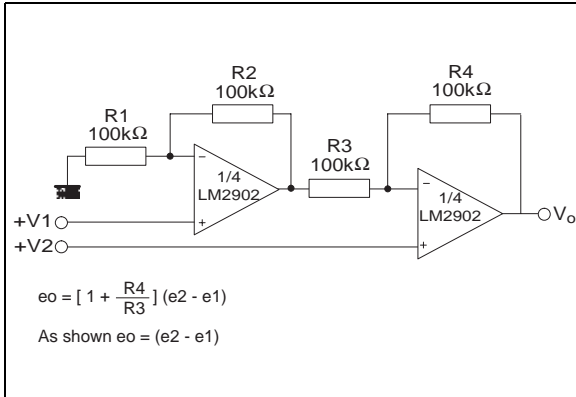 R1
100kΩ
R2
100kΩ
R3
100kΩ
R4
100kΩ
1/4
LM2902
1/4
LM2902
+V1
+V2
Vo
eo = [ 1 + R4
R3 ] (e2 - e1)
As shown eo = (e2 - e1)